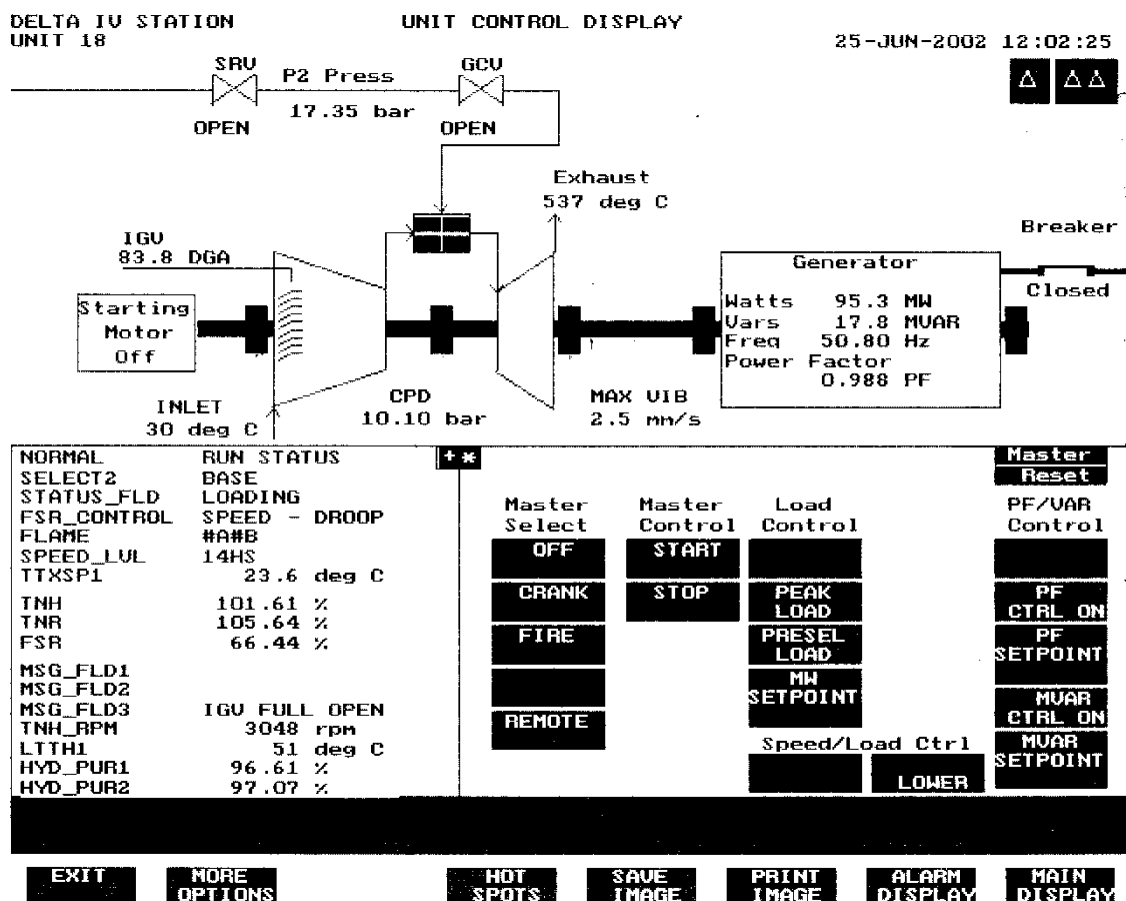 DELTA IV STATION
UNIT 18
UNIT CONTROL DISPLAY
25-JUN-2002 12:02:25
SRV
P2 Press
GCV
17.35 bar
OPEN
OPEN
Exhaust
537 deg C
IGV
83.8 DGA
Breaker
Closed
Starting
Motor
Off
Generator
Watts 95.3 MW
Vars 17.8 MVAR
Freq 50.80 Hz
Power Factor
0.988 PF
INLET
30 deg C
CPD
10.10 bar
MAX VIB
2.5 mm/s
NORMAL RUN STATUS
SELECT2 BASE
STATUS_FLD LOADING
FSR_CONTROL SPEED - DROOP
FLAME #A#B
SPEED_LVL 14HS
TTXSP1 23.6 deg C
TNH 101.61 %
TNR 105.64 %
FSR 66.44 %
MSG_FLD1
MSG_FLD2
MSG_FLD3 IGV FULL OPEN
TNH_RPM 3048 rpm
LTTH1 51 deg C
HYD_PUR1 96.61 %
HYD_PUR2 97.07 %
+ *
Master
Reset
Master
Select
OFF
CRANK
FIRE
REMOTE
Master
Control
START
STOP
Load
Control
PEAK
LOAD
PRESEL
LOAD
MW
SETPOINT
Speed/Load Ctrl
LOWER
PF/VAR
Control
PF
CTRL ON
PF
SETPOINT
MVAR
CTRL ON
MVAR
SETPOINT
EXIT
MORE
OPTIONS
HOT
SPOTS
SAVE
IMAGE
PRINT
IMAGE
ALARM
DISPLAY
MAIN
DISPLAY